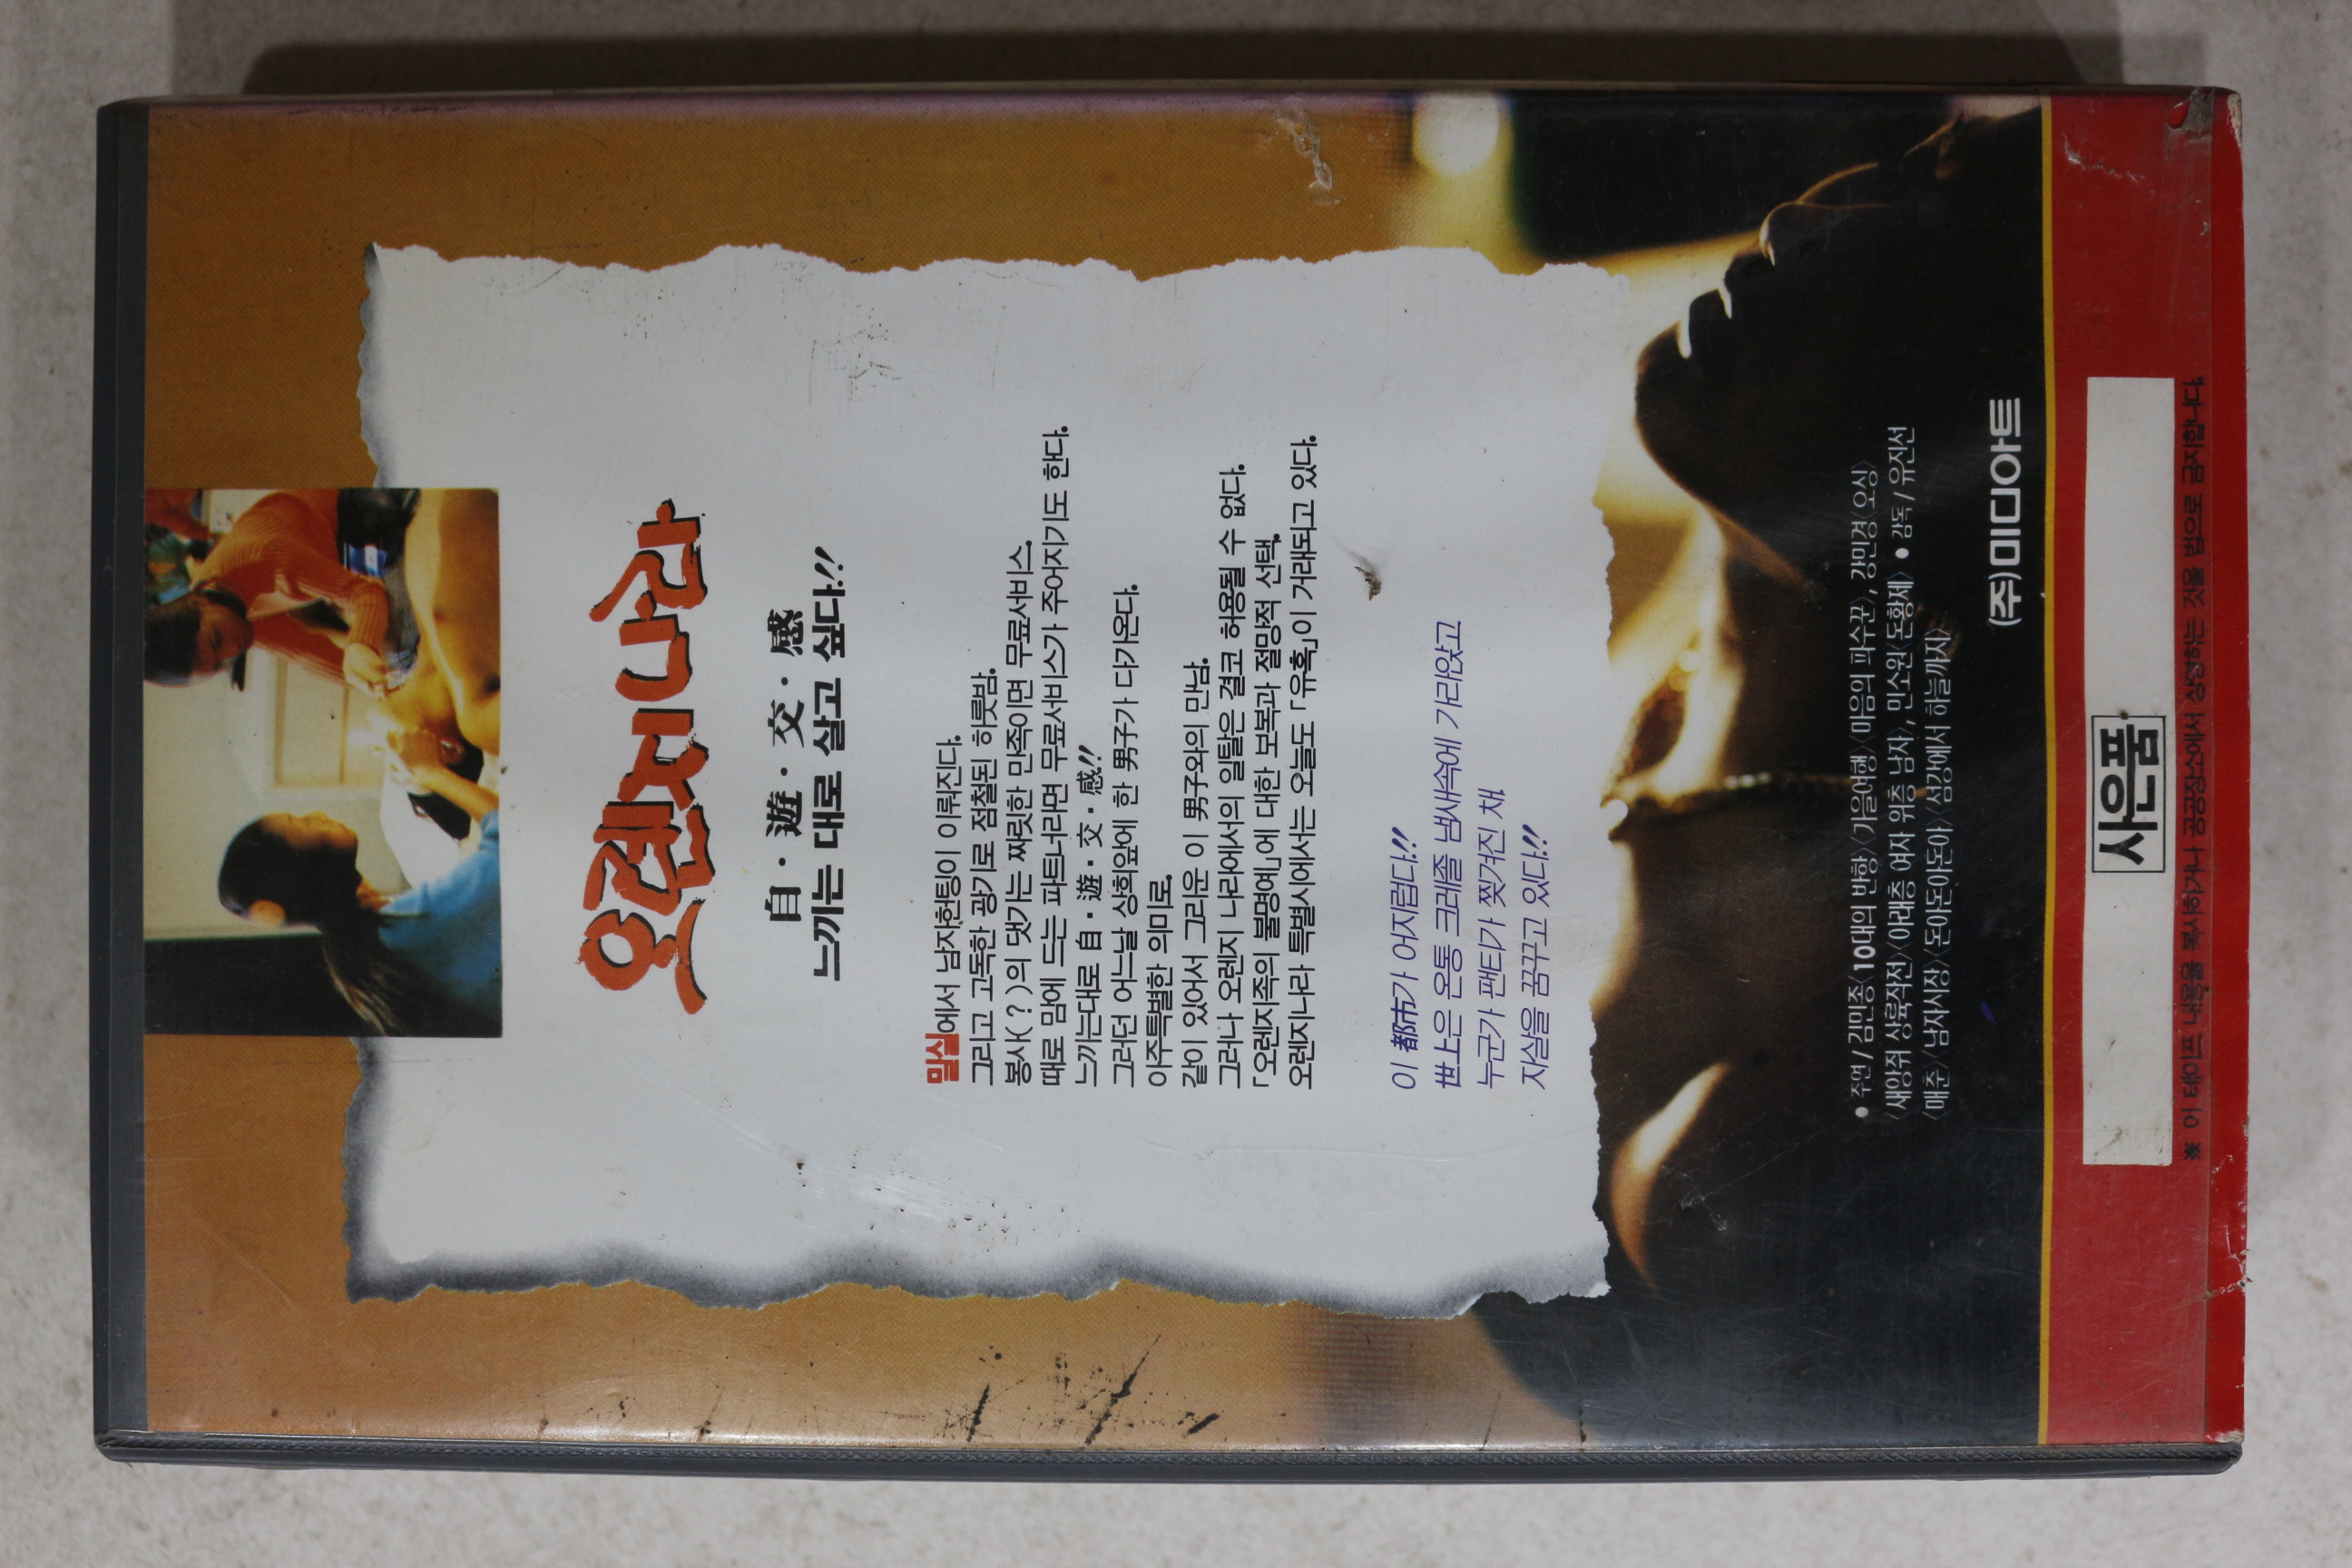 오렌지 나라
自·遊·交·感
느끼는 대로 살고 싶다!!
밀실에서 남자헌팅이 이뤄진다.
그리고 고독한 광기로 점철된 하룻밤.
봉사(?)의 댓가는 짜릿한 만족이면 무료서비스.
때로 맘에 드는 파트너라면 무료서비스가 주어지기도 한다.
느끼는대로 自·遊·交·感!!
그러던 어느날 상희앞에 한 男子가 다가온다.
아주특별한 의미로.
같이 있어서 그리운 이 男子와의 만남.
그러나 오렌지 나라에서의 일탈은 결코 허용될 수 없다.
「오렌지족의 불명예」에 대한 보복과 절망적 선택.
오렌지나라 특별시에서는 오늘도 「유혹」이 거래되고 있다.
이 都市가 어지럽다!!
世上은 온통 크레졸 냄새속에 가라앉고
누군가 팬티가 찢겨진 채,
자살을 꿈꾸고 있다!!
● 주연 / 김민종〈10대의 반항〉〈가을여행〉〈마음의 파수꾼〉, 강민경〈오싱〉
〈새앙쥐 상륙작전〉〈아래층 여자 위층 남자〉, 민소원〈돈황제〉 ● 감독 / 유진선
〈매춘〉〈남자시장〉〈돈아돈아돈아〉〈서강에서 하늘까지〉
(주)미디아트
사은품
※ 이 테이프 내용을 복사하거나 공공장소에서 상영하는 것을 법으로 금지합니다.